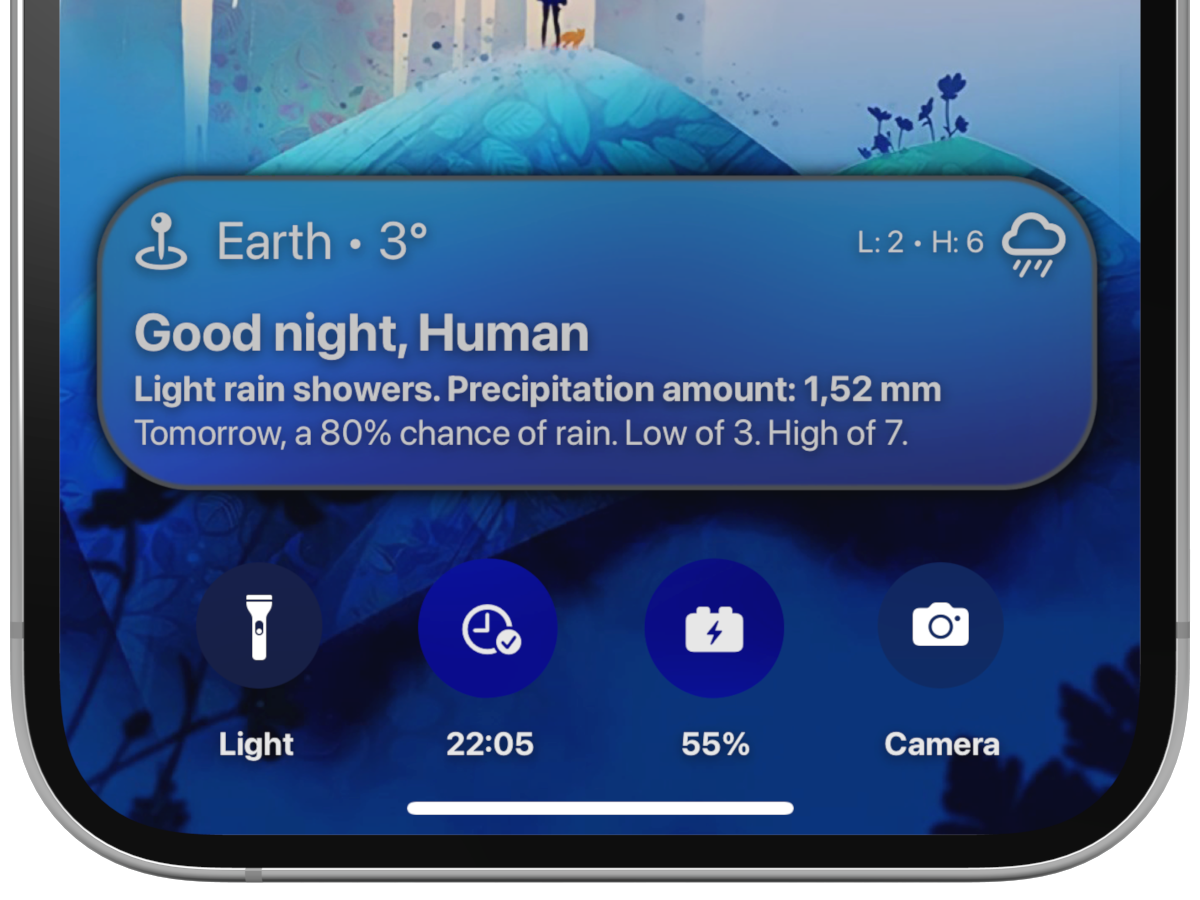 Earth • 3°
L: 2 • H: 6
Good night, Human
Light rain showers. Precipitation amount: 1,52 mm
Tomorrow, a 80% chance of rain. Low of 3. High of 7.
Light
22:05
55%
Camera